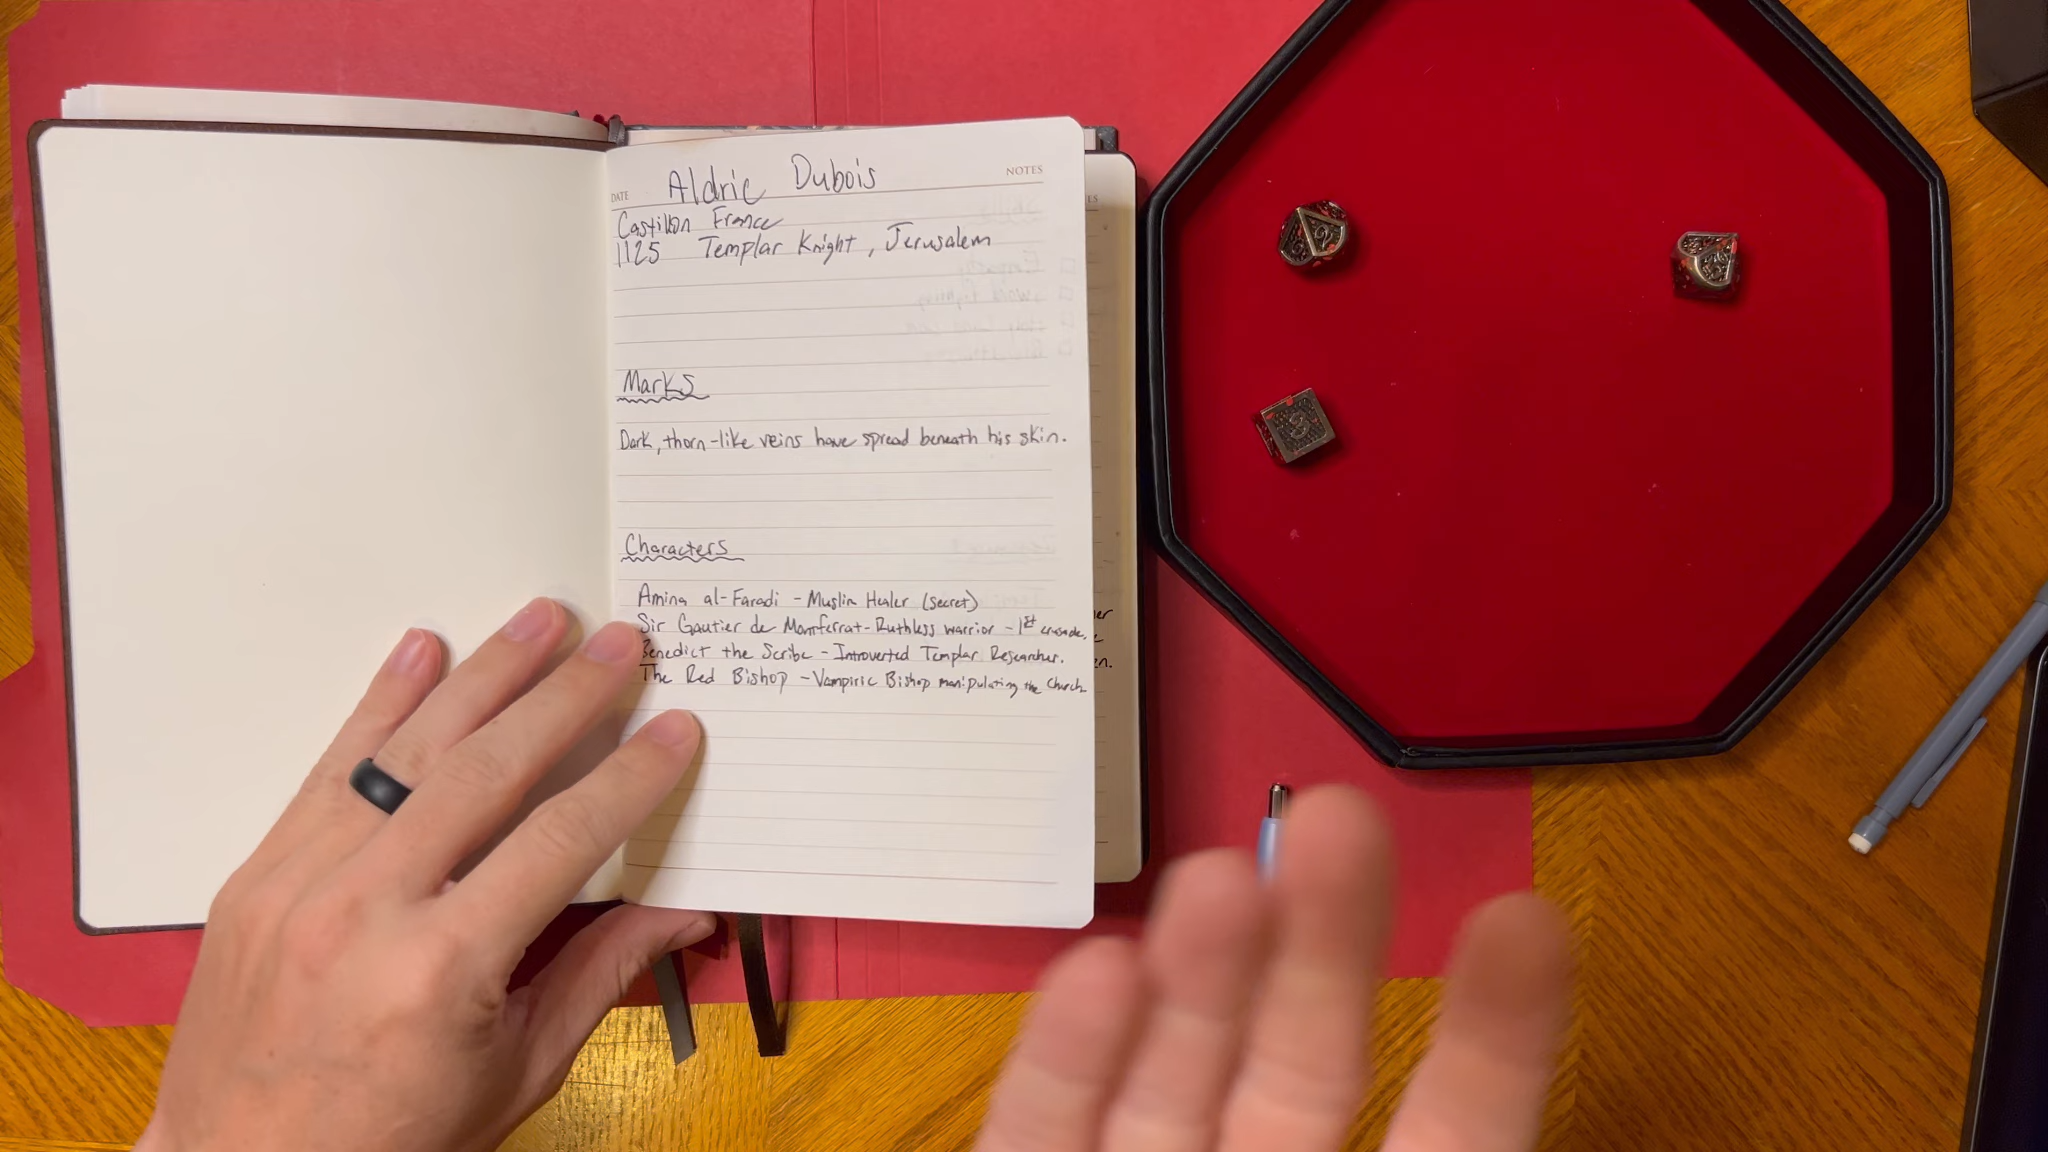 DATE Aldric Dubois NOTES
Castillon France
1125 Templar Knight, Jerusalem
Marks
Dark, thorn-like veins have spread beneath his skin.
Characters
Amina al-Faradi - Muslim Healer (secret)
Sir Gautier de Montferrat - Ruthless warrior - 1st crusade.
Benedict the Scribe - Introverted Templar Researcher.
The Red Bishop - Vampiric Bishop manipulating the Church